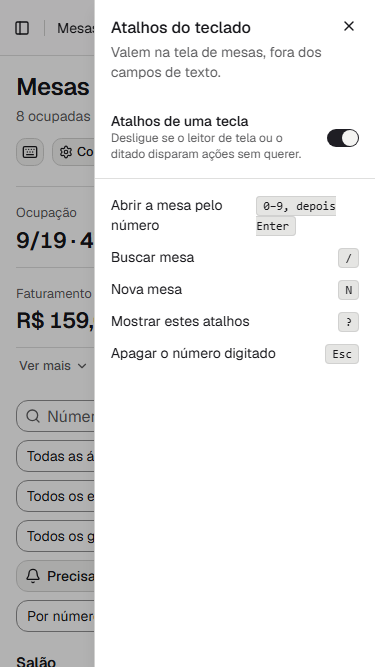 Mesas
Atalhos do teclado
Valem na tela de mesas, fora dos
campos de texto.
Atalhos de uma tecla
Desligue se o leitor de tela ou o
ditado disparam ações sem querer.
Abrir a mesa pelo
número
0–9, depois
Enter
Buscar mesa
/
Nova mesa
N
Mostrar estes atalhos
?
Apagar o número digitado
Esc
Mesas
8 ocupadas
Co
Ocupação
9/19 · 4
Faturamento
R$ 159,
Ver mais
Númer
Todas as á
Todos os e
Todos os g
Precisa
Por númer
Salão